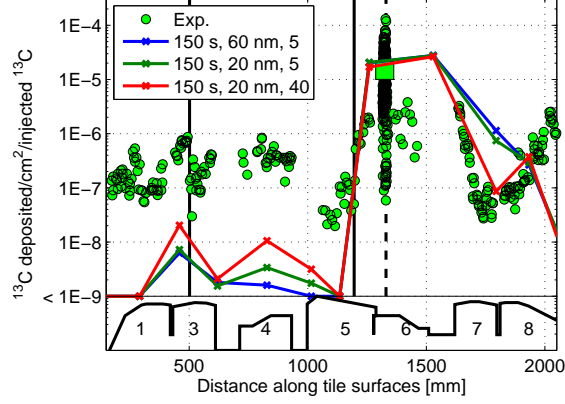 Exp.
150 s, 60 nm, 5
150 s, 20 nm, 5
150 s, 20 nm, 40
1E−4
1E−5
1E−6
1E−7
1E−8
< 1E−9
¹³C deposited/cm²/injected ¹³C
1 3 4 5 6 7 8
500 1000 1500 2000
Distance along tile surfaces [mm]